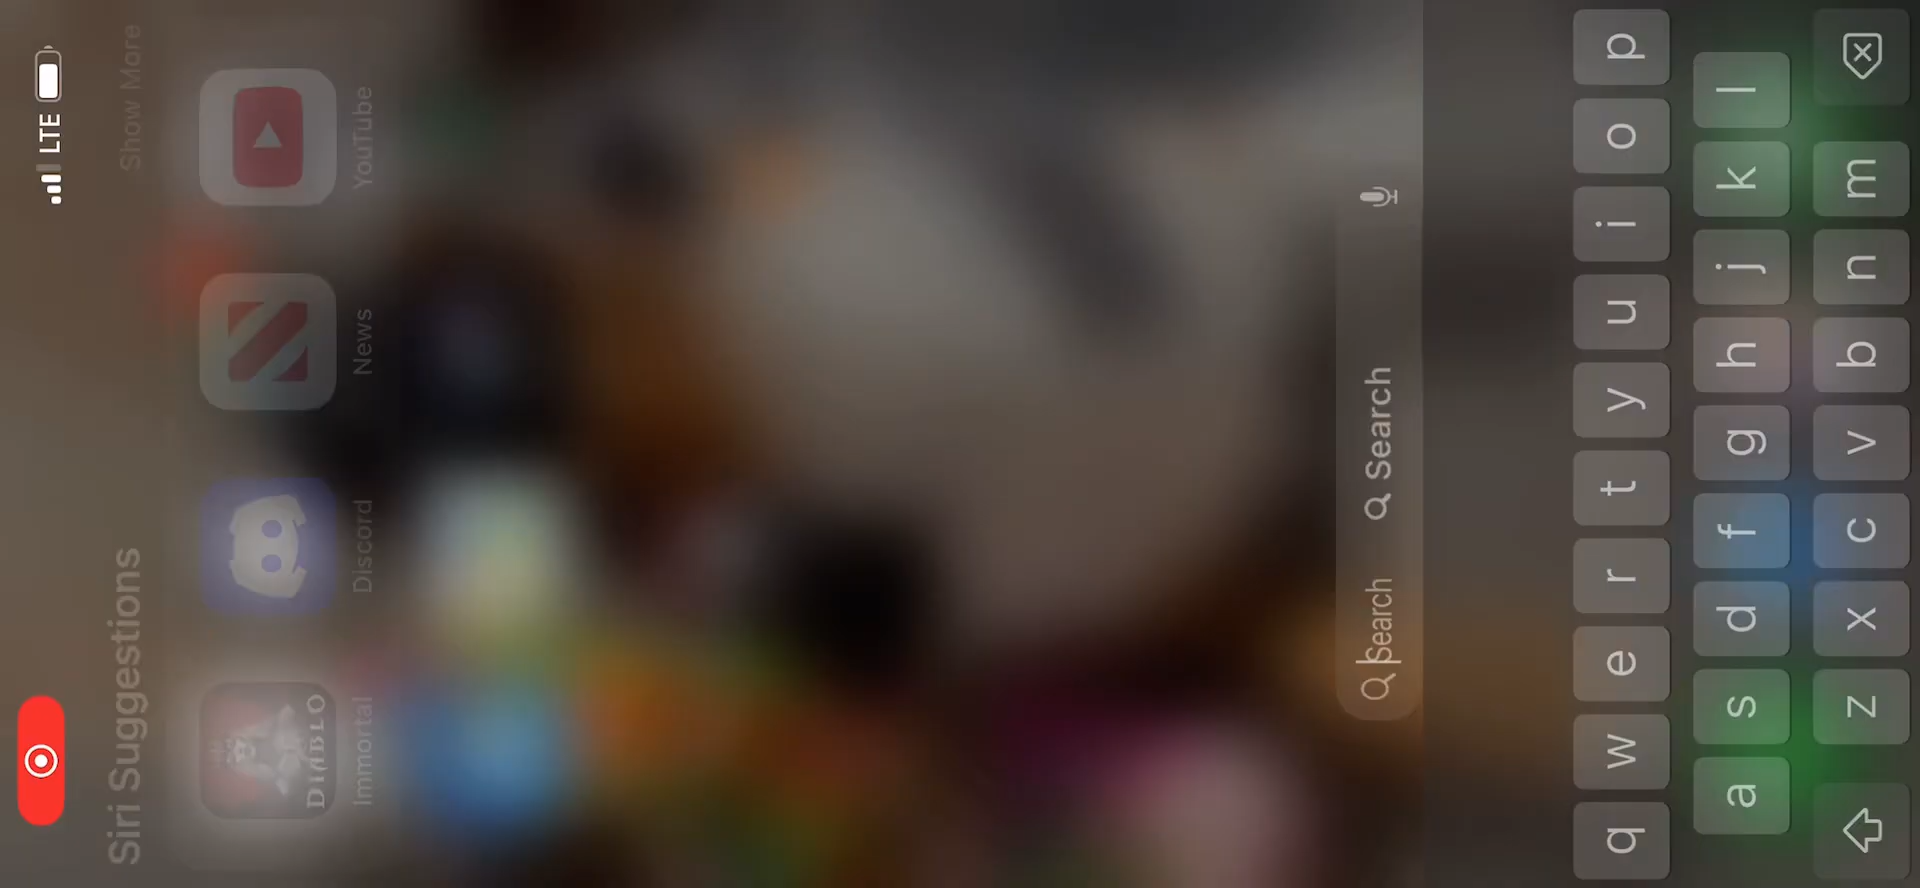 LTE
Siri Suggestions Show More
DIABLO
Immortal Discord News YouTube
Search Search
q w e r t y u i o p
a s d f g h j k l
z x c v b n m